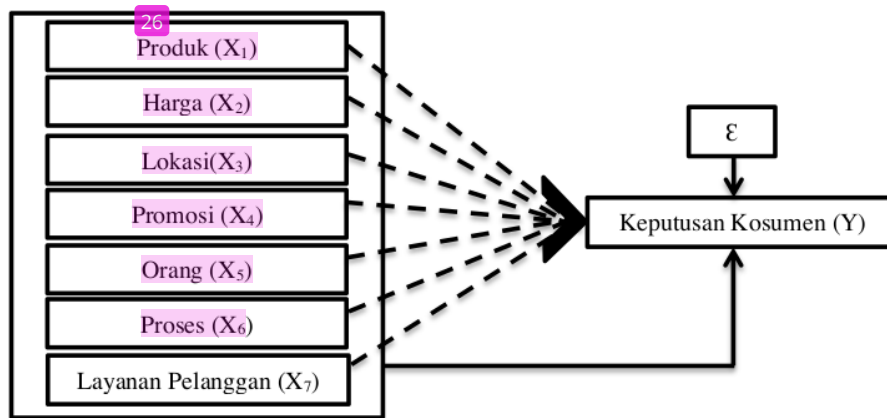 26
Produk (X₁)
Harga (X₂)
Lokasi(X₃)
Promosi (X₄)
Orang (X₅)
Proses (X₆)
Layanan Pelanggan (X₇)
Ɛ
Keputusan Kosumen (Y)